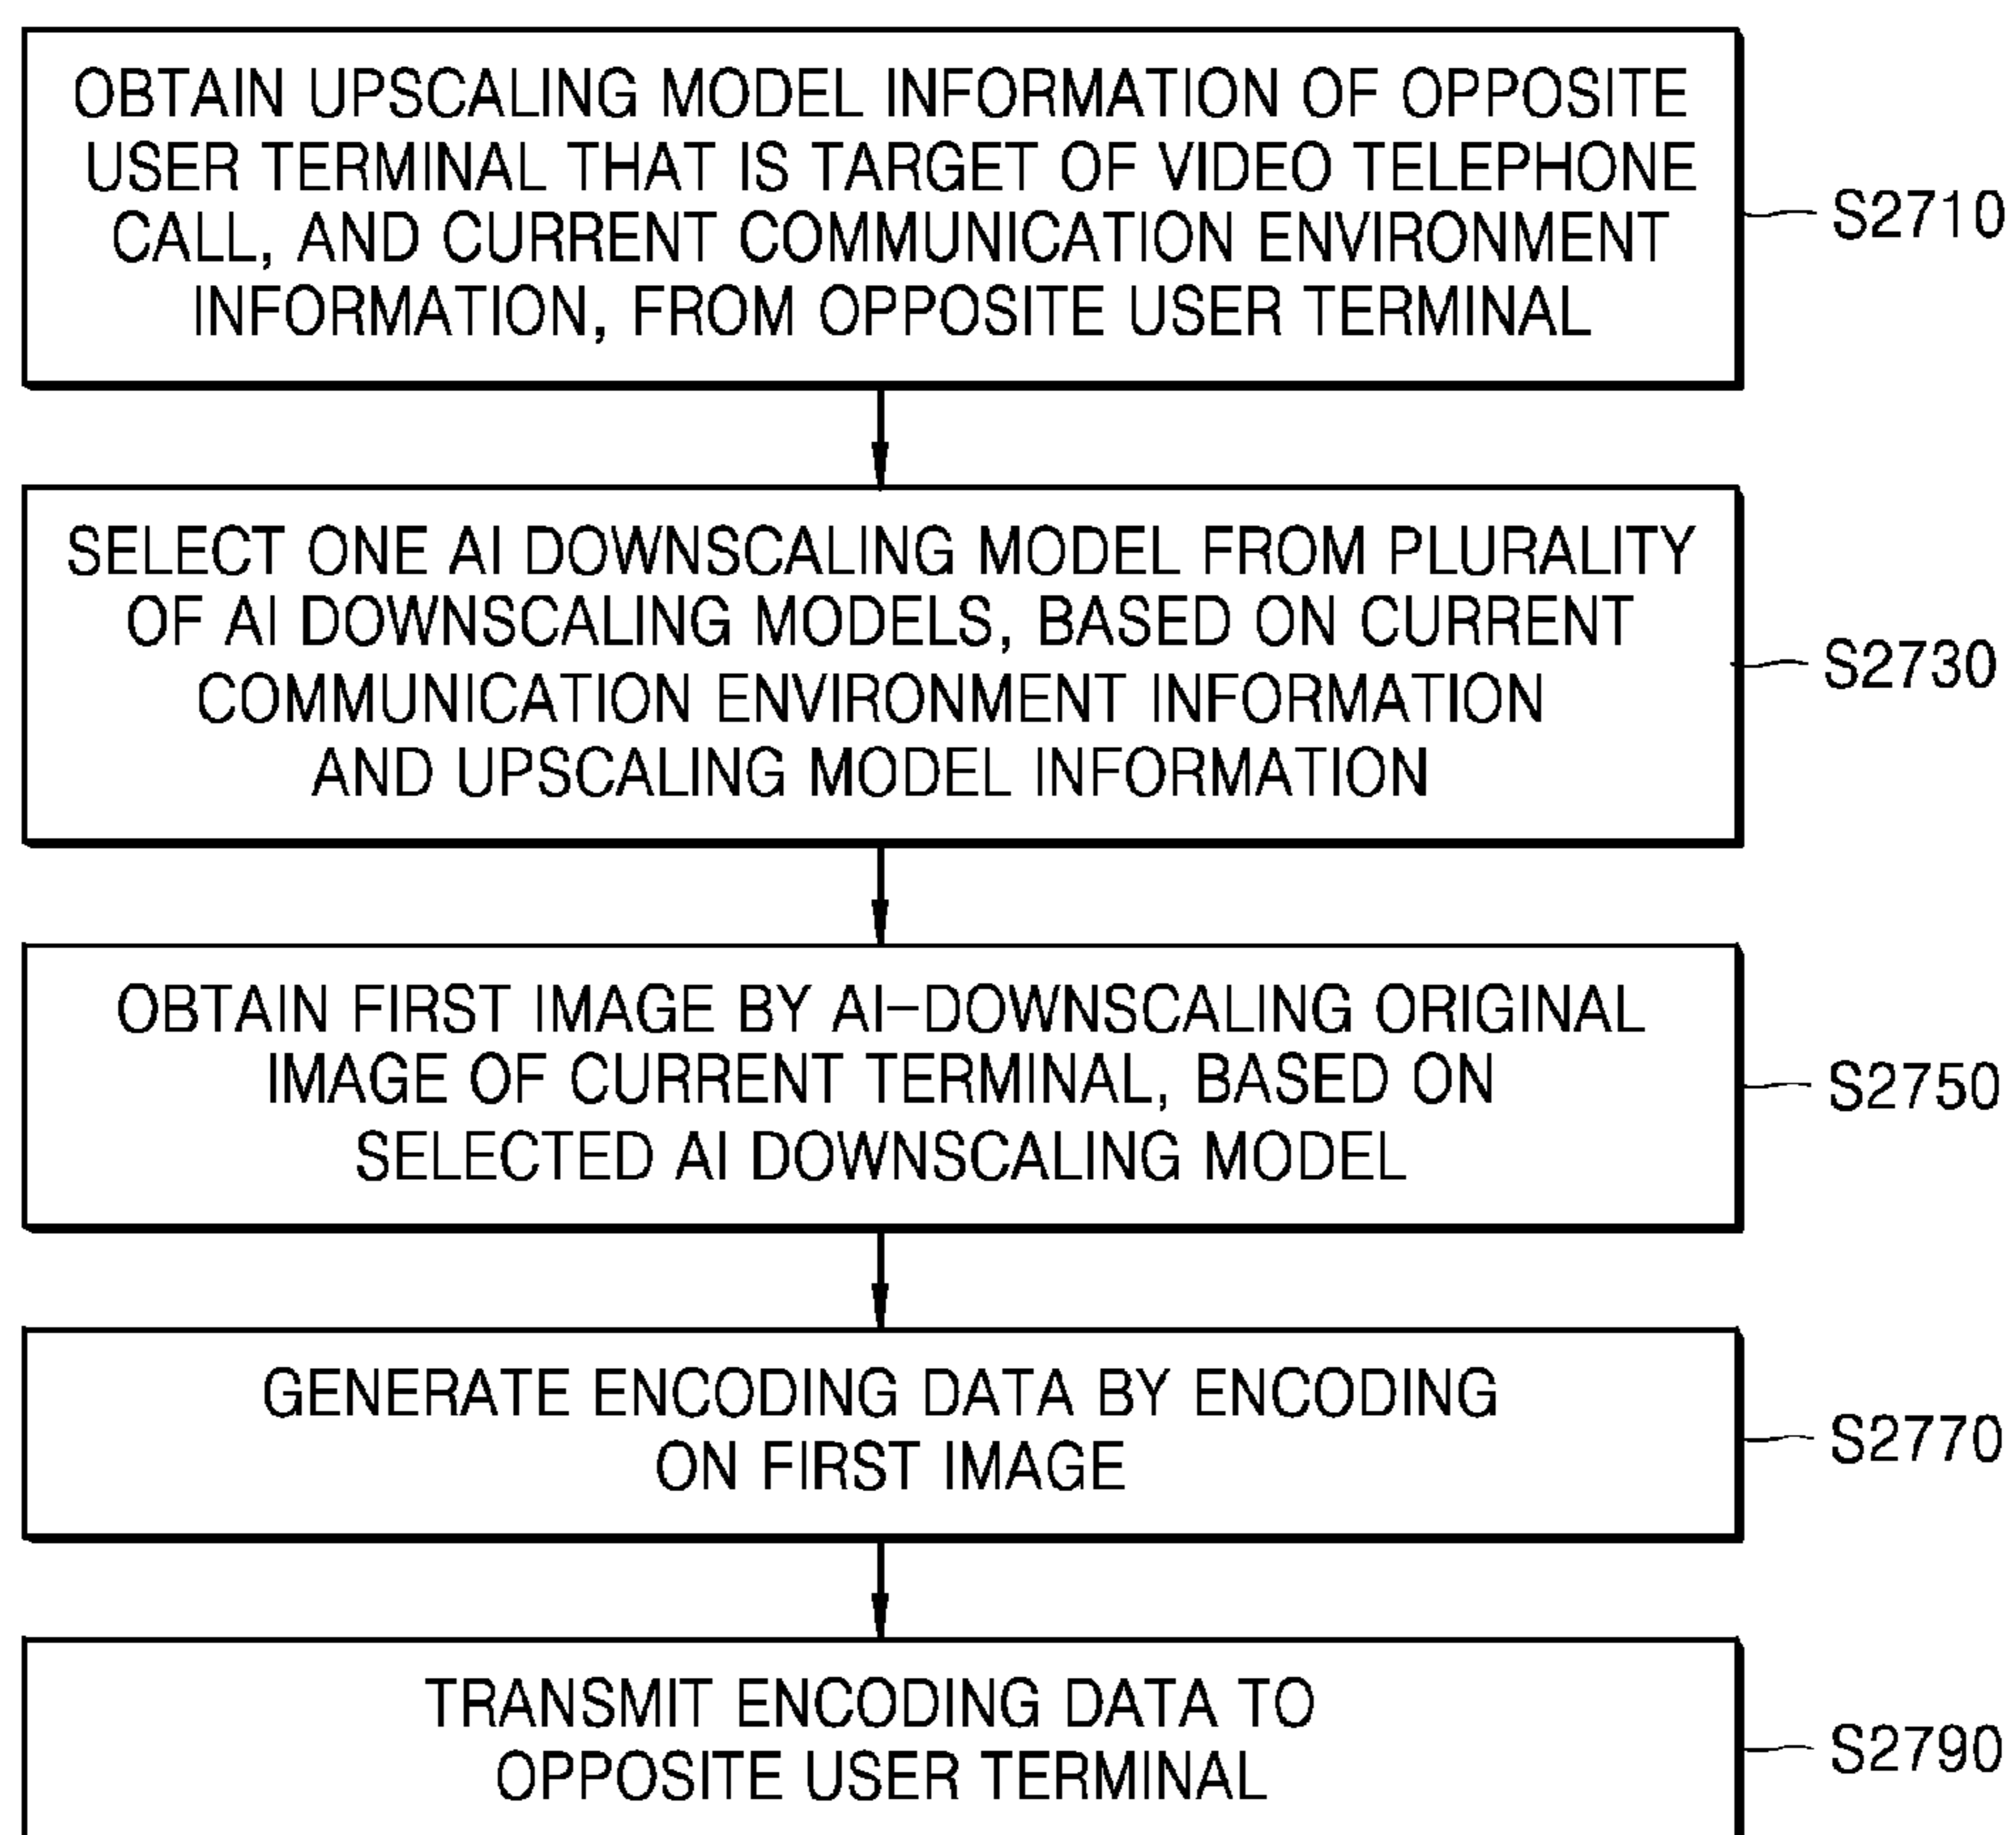 OBTAIN UPSCALING MODEL INFORMATION OF OPPOSITE
USER TERMINAL THAT IS TARGET OF VIDEO TELEPHONE
CALL, AND CURRENT COMMUNICATION ENVIRONMENT
INFORMATION, FROM OPPOSITE USER TERMINAL
S2710
SELECT ONE AI DOWNSCALING MODEL FROM PLURALITY
OF AI DOWNSCALING MODELS, BASED ON CURRENT
COMMUNICATION ENVIRONMENT INFORMATION
AND UPSCALING MODEL INFORMATION
S2730
OBTAIN FIRST IMAGE BY AI-DOWNSCALING ORIGINAL
IMAGE OF CURRENT TERMINAL, BASED ON
SELECTED AI DOWNSCALING MODEL
S2750
GENERATE ENCODING DATA BY ENCODING
ON FIRST IMAGE
S2770
TRANSMIT ENCODING DATA TO
OPPOSITE USER TERMINAL
S2790